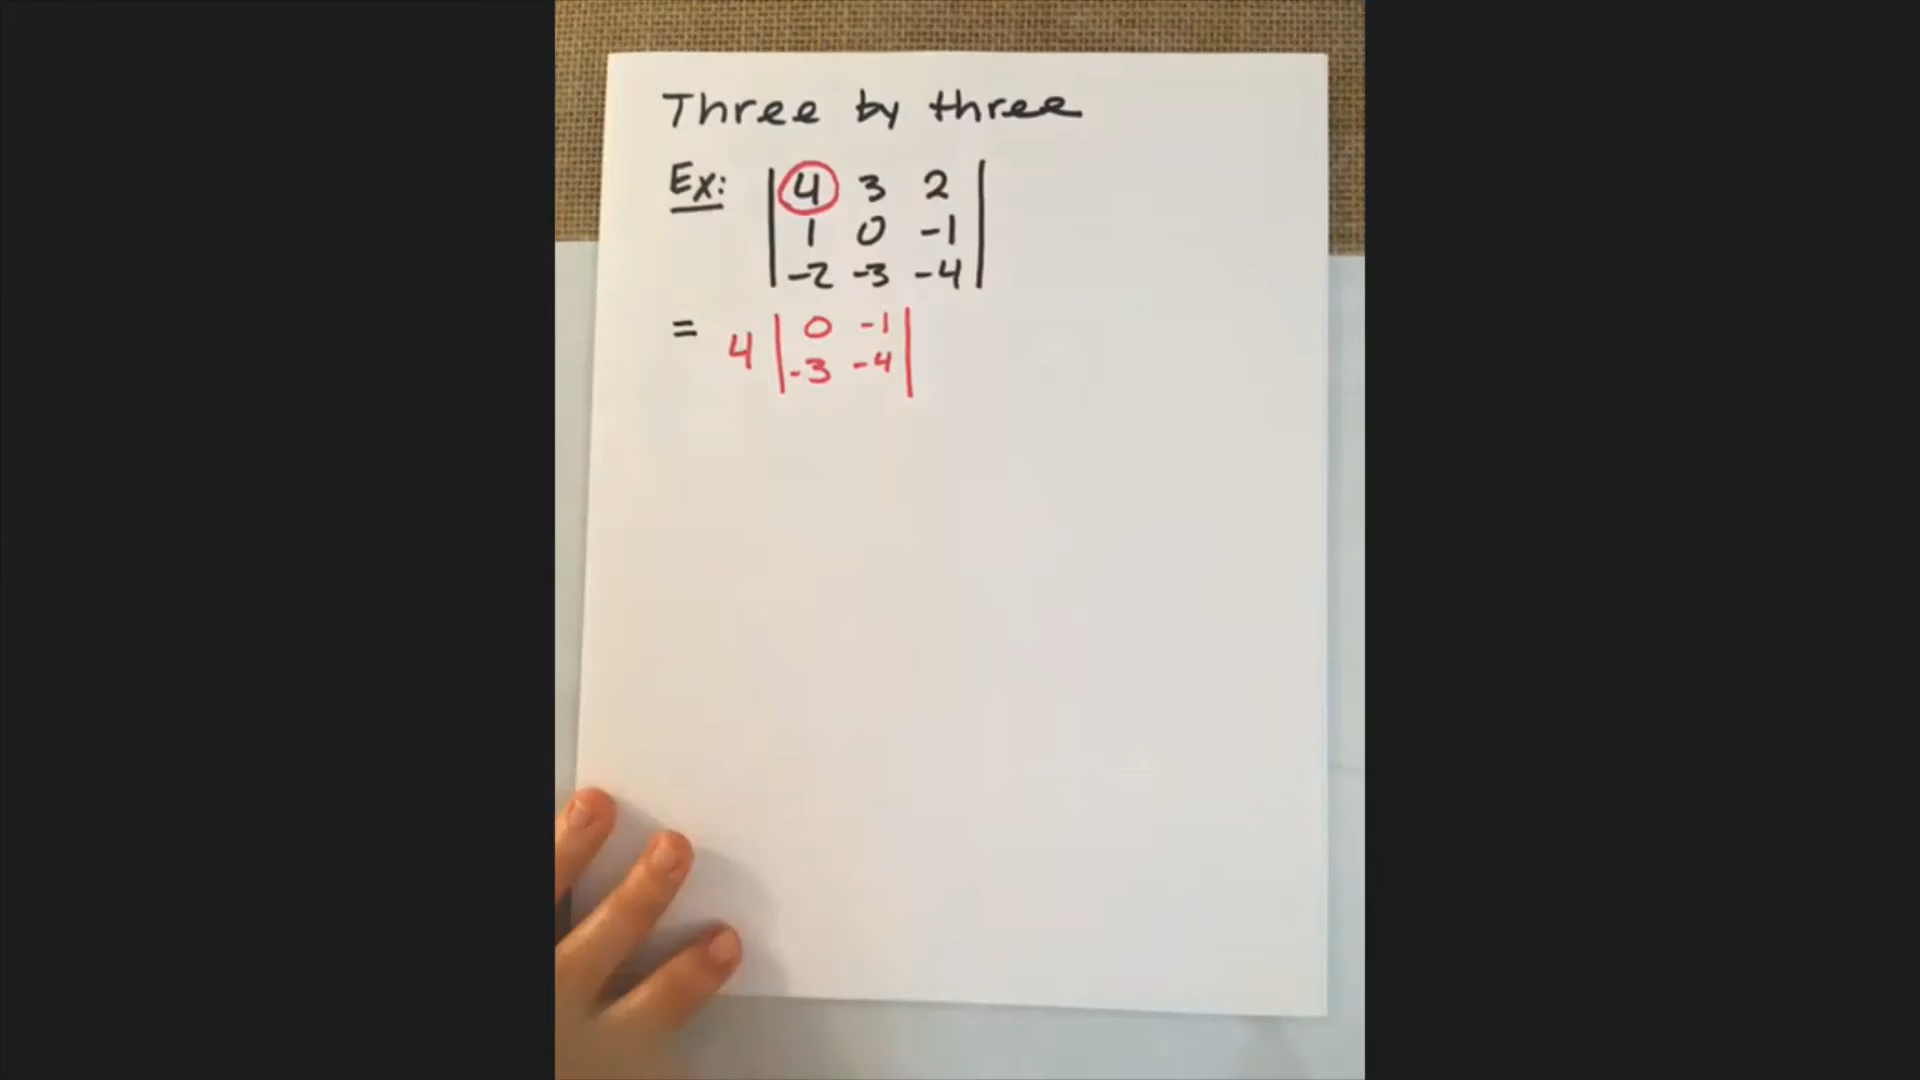 Three by three
Ex: | 4 3 2 |
| 1 0 -1 |
| -2 -3 -4 |
= 4 | 0 -1 |
| -3 -4 |